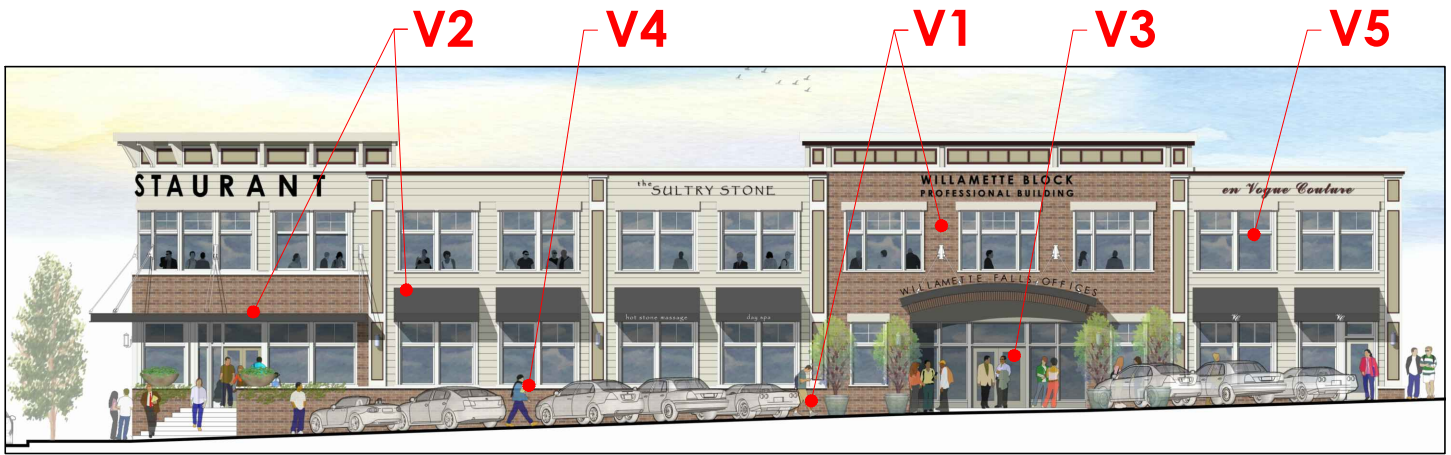 V2 V4 V1 V3 V5
STAURANT
the SULTRY STONE
WILLAMETTE BLOCK
PROFESSIONAL BUILDING
en Vogue Couture
WILLAMETTE FALLS OFFICES
hot stone massage
day spa